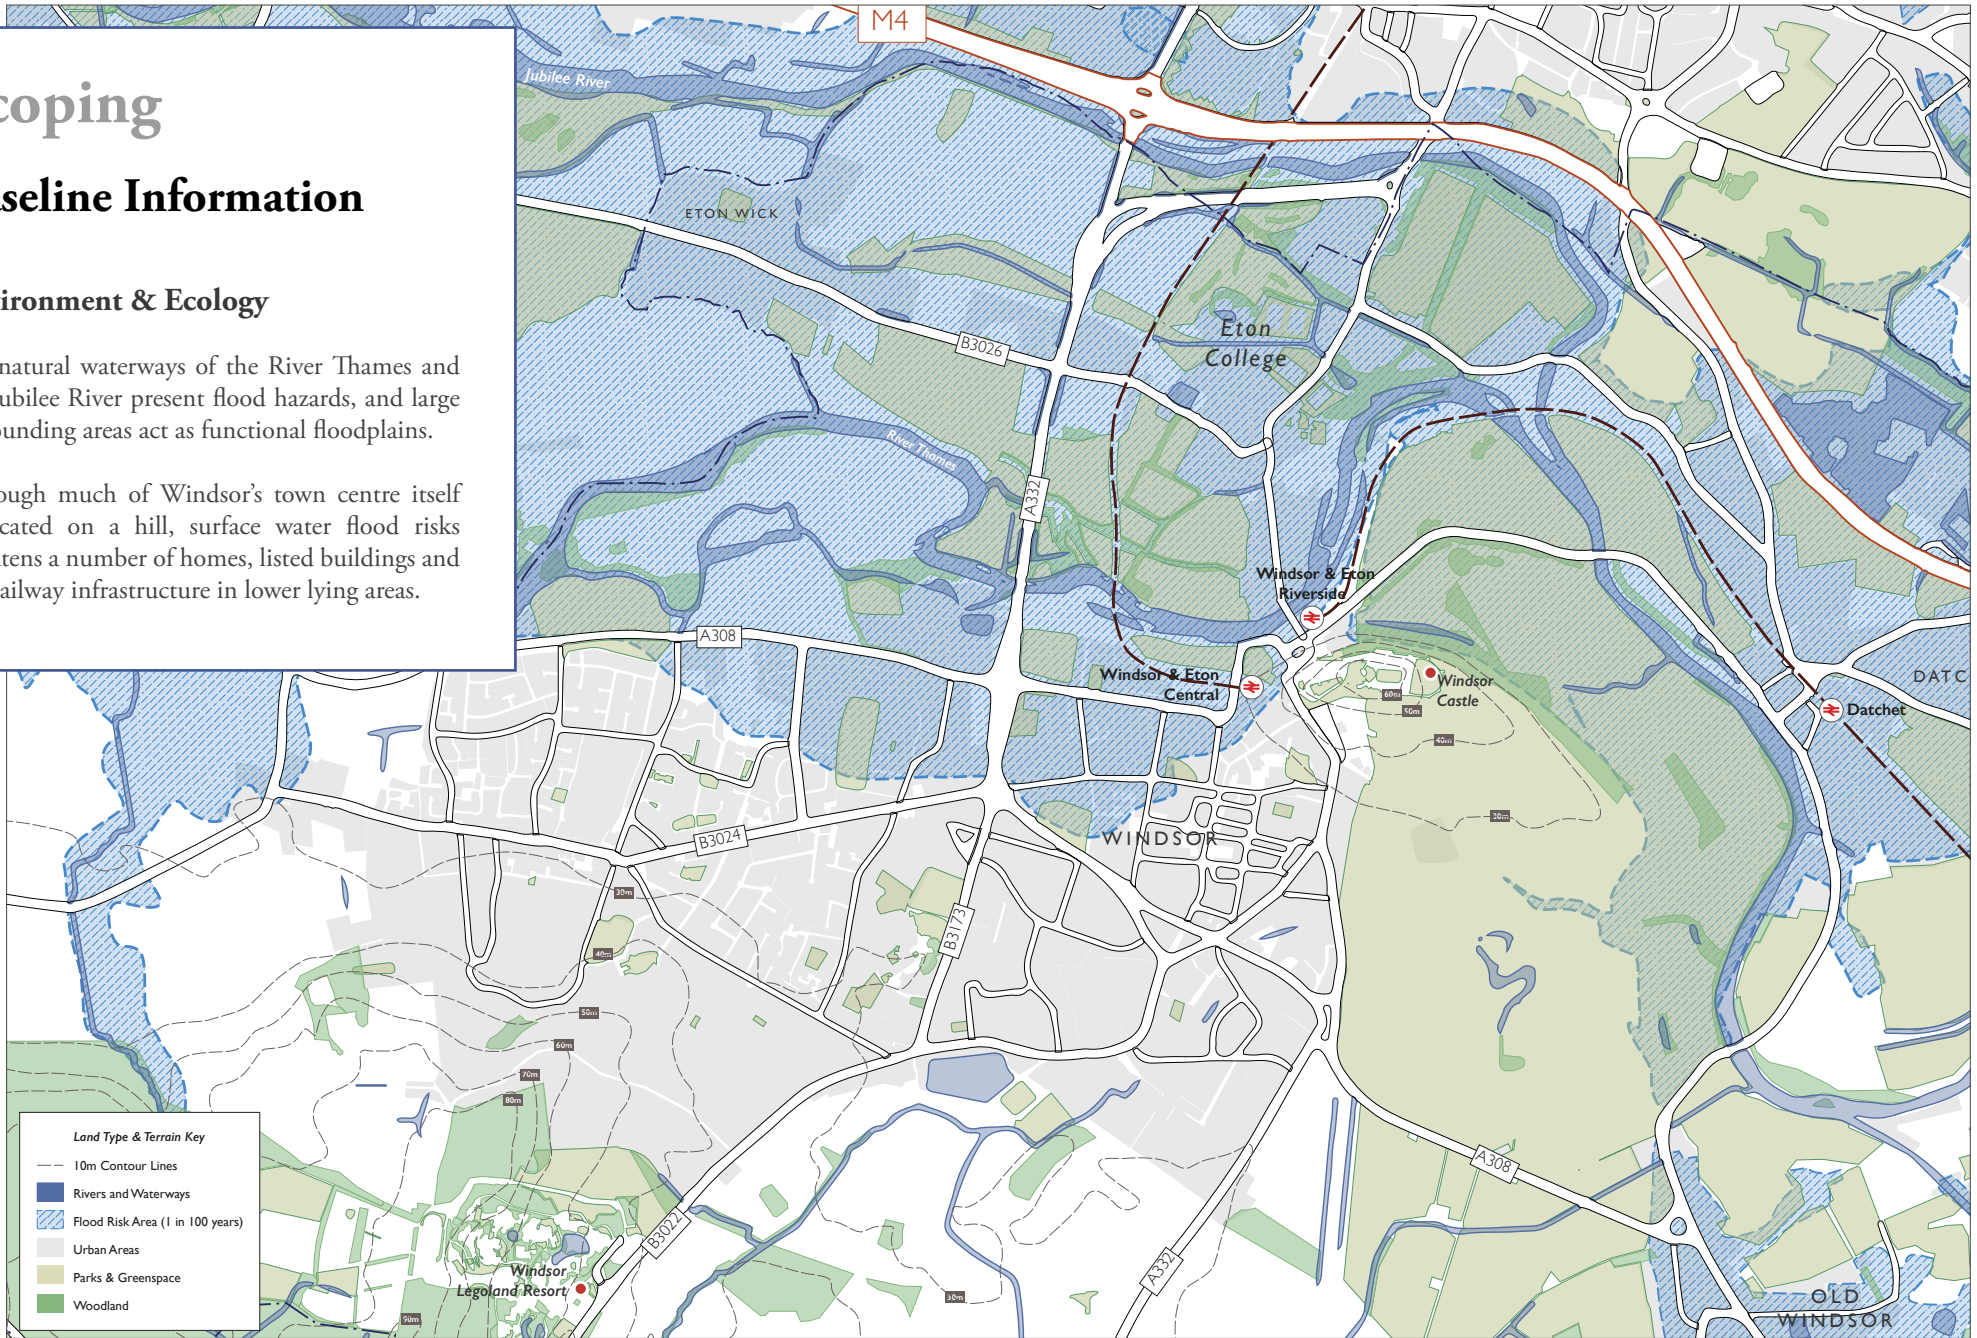 coping
aseline Information
vironment & Ecology
natural waterways of the River Thames and
Jubilee River present flood hazards, and large
ounding areas act as functional floodplains.
ough much of Windsor's town centre itself
cated on a hill, surface water flood risks
tens a number of homes, listed buildings and
ailway infrastructure in lower lying areas.
M4
Jubilee River
ETON WICK
B3026
Eton
College
River Thames
A332
Windsor & Eton
Riverside
A308
Windsor & Eton
Central
Windsor
Castle
60m
50m
40m
30m
DATC
Datchet
WINDSOR
B3024
30m
40m
B3173
50m
60m
70m
80m
A308
B3022
Windsor
Legoland Resort
A332
50m
90m
OLD
WINDSOR
Land Type & Terrain Key
10m Contour Lines
Rivers and Waterways
Flood Risk Area (1 in 100 years)
Urban Areas
Parks & Greenspace
Woodland